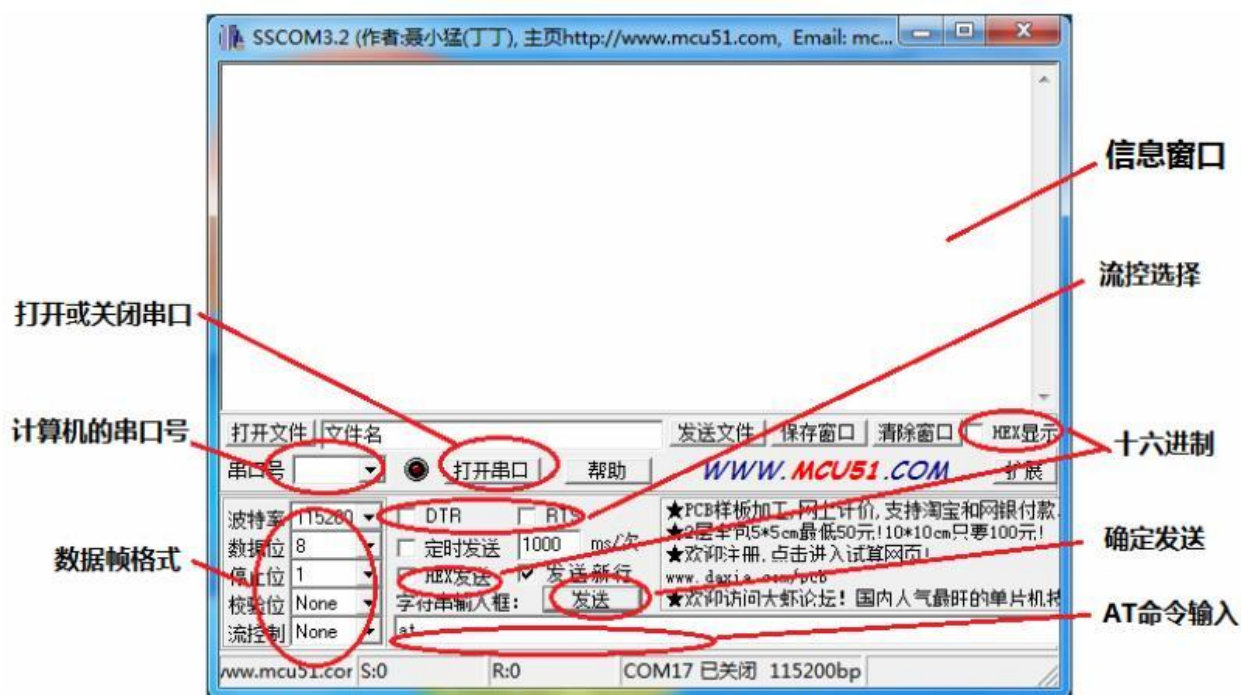 SSCOM3.2 (作者:聂小猛(丁丁), 主页http://www.mcu51.com, Email: mc...
信息窗口
流控选择
打开或关闭串口
计算机的串口号
打开文件 文件名 发送文件 保存窗口 清除窗口 HEX显示
十六进制
串口号 打开串口 帮助 WWW.MCU51.COM 扩展
波特率 115200 DTR RTS
★PCB样板加工,网上计价,支持淘宝和网银付款.
数据位 8 定时发送 1000 ms/次
★2层车间5*5cm最低50元!10*10cm只要100元!
确定发送
数据帧格式
★欢迎注册,点击进入试算网页!
停止位 1 HEX发送 发送新行
www.daxia.com/pcb
校验位 None 字符串输入框: 发送
★欢迎访问大虾论坛!国内人气最旺的单片机技
AT命令输入
流控制 None at
www.mcu51.cor S:0 R:0 COM17 已关闭 115200bp